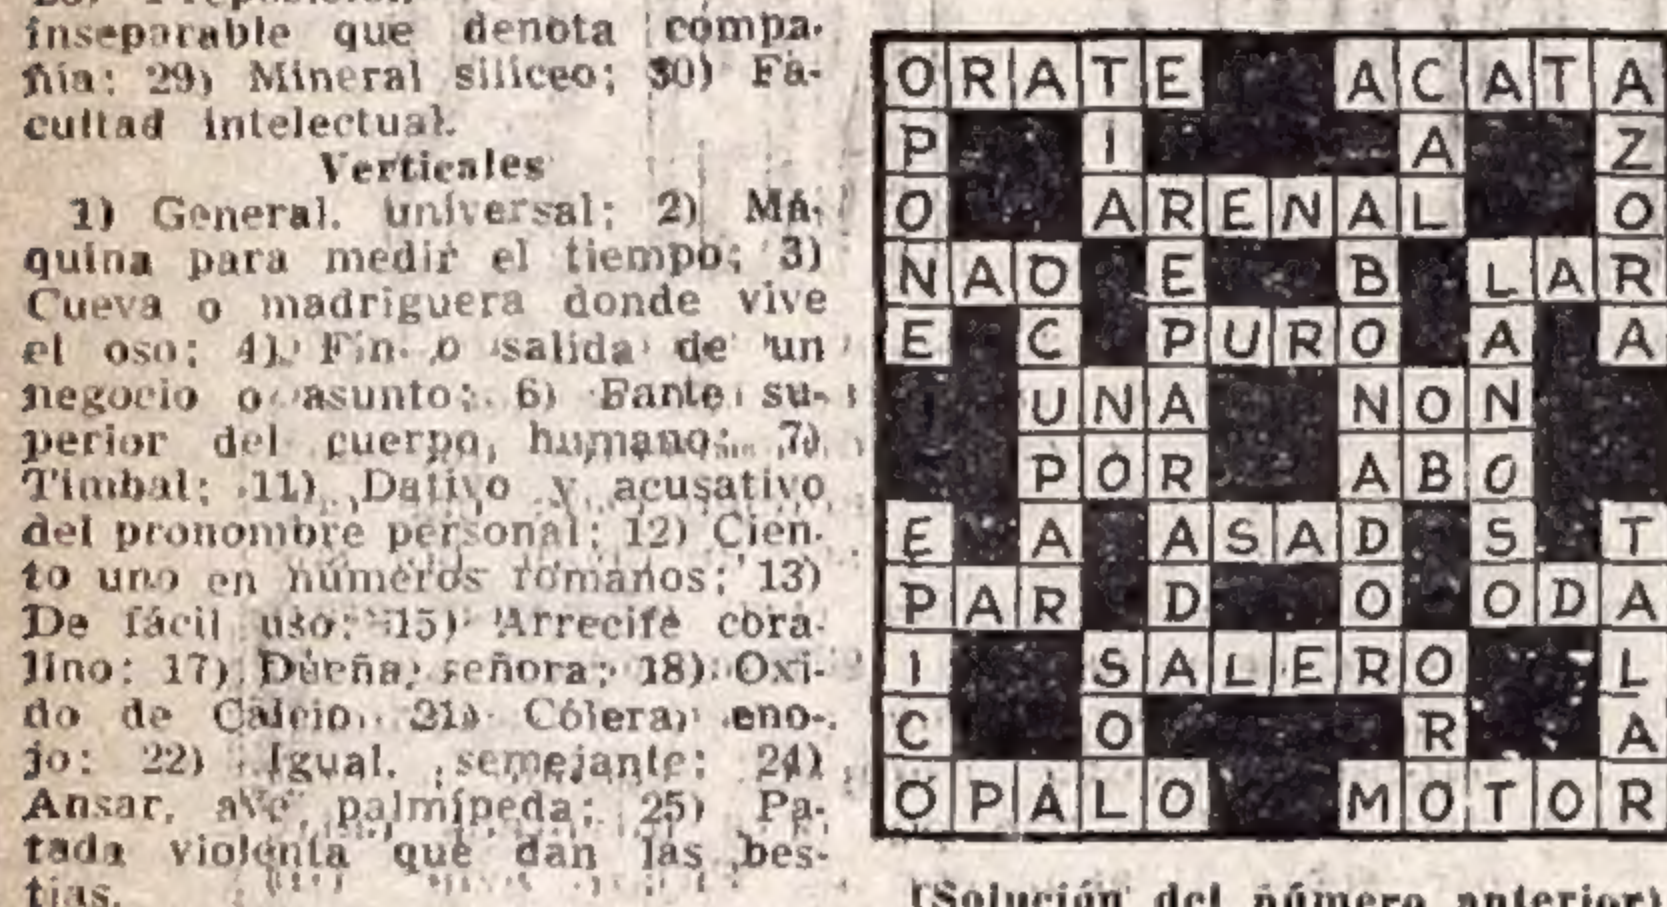 inseparable que denota compa-
ñía; 29) Mineral silíceo; 30) Fa-
cultad intelectual.
Verticales
1) General. universal; 2) Má-
quina para medir el tiempo; 3)
Cueva o madriguera donde vive
el oso; 4) Fin o salida de un
negocio o asunto; 6) Fante su-
perior del cuerpo, humano; 7)
Timbal; 11) Dativo y acusativo
del pronombre personal; 12) Cien-
to uno en números romanos; 13)
De fácil uso; 15) Arrecife cora-
lino; 17) Dueña, señora; 18) Oxi-
do de Calcio. 21) Cólera, eno-
jo; 22) Igual. semejante; 24)
Ansar, ave, palmípeda; 25) Pa-
tada violenta que dan las bes-
tias.
ORATE ACATA
P I A Z
O ARENAL O
NAO E B LAR
E C PURO A A
UNA NON
POR ABO
E A ASAD S T
PAR D O ODA
I SALERO L
C O R A
OPALO MOTOR
(Solución del número anterior)